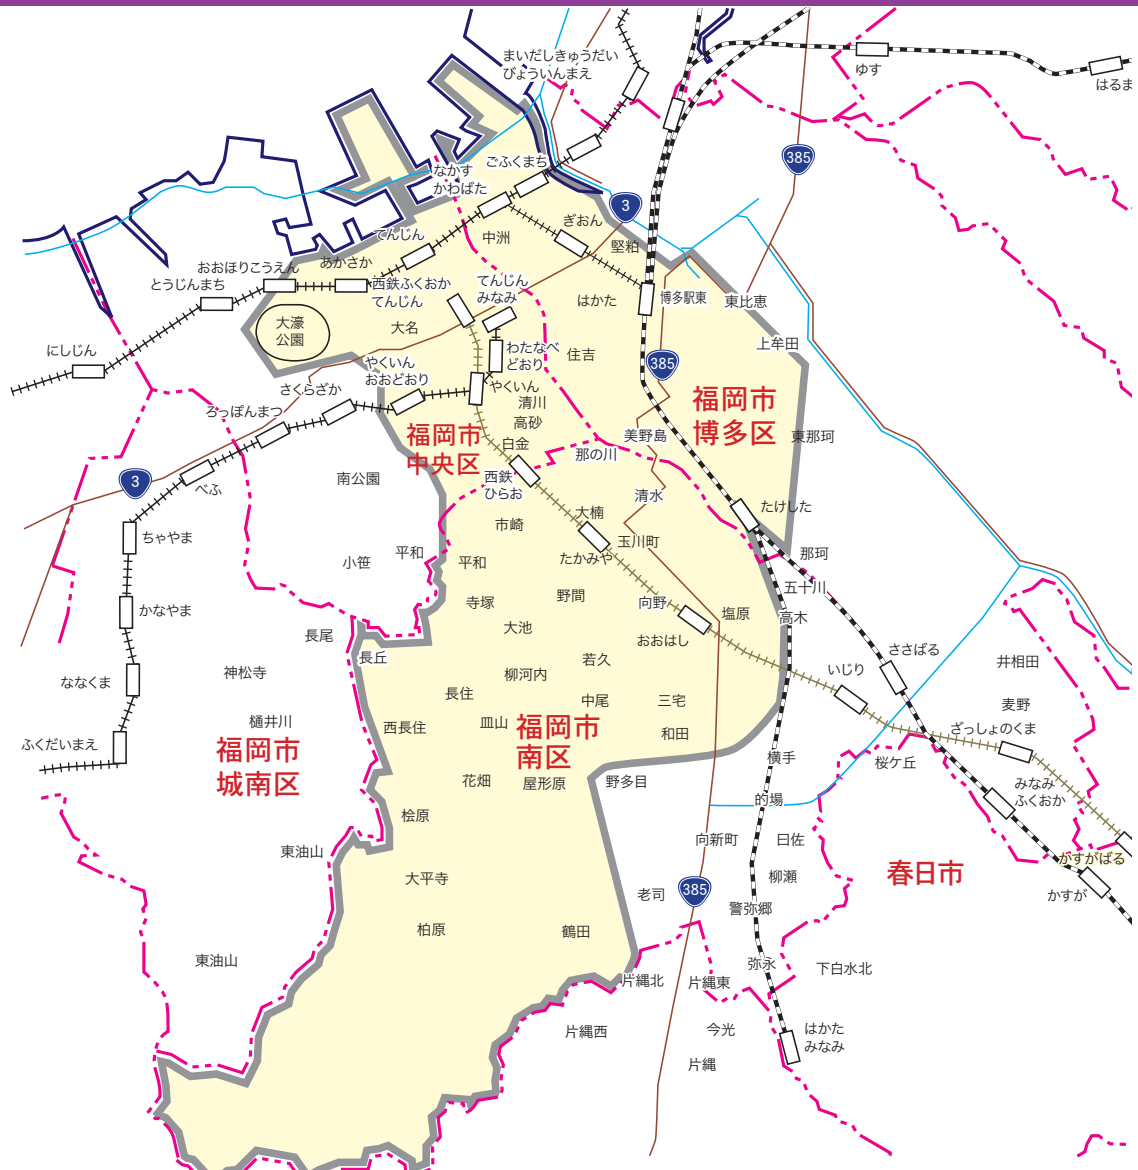 まいだしきゅうだい
びょういんまえ
ゆす
はるま
385
ごふくまち
なかす
かわばた
3
ぎおん
中洲
堅粕
てんじん
あかさか
おおほりこうえん
とうじんまち
西鉄ふくおか
てんじん
てんじん
みなみ
はかた
博多駅東
東比恵
大濠
公園
大名
上牟田
にしじん
わたなべ
どおり
住吉
385
やくいん
おおどおり
さくらざか
やくいん
清川
福岡市
博多区
ろっぽんまつ
高砂
福岡市
中央区
白金
美野島
東那珂
那の川
3
べふ
南公園
西鉄
ひらお
清水
たけした
市崎
大楠
ちゃやま
玉川町
小笹
平和
平和
たかみや
那珂
五十川
かなやま
寺塚
野間
向野
塩原
高木
長尾
大池
おおはし
長丘
若久
いじり
ささばる
井相田
ななくま
神松寺
柳河内
長住
中尾
三宅
麦野
樋井川
西長住
皿山
福岡市
南区
和田
ざっしょのくま
ふくだいまえ
福岡市
城南区
横手
桜ケ丘
花畑
屋形原
野多目
みなみ
ふくおか
的場
桧原
向新町
曰佐
東油山
かすがばる
大平寺
老司
385
柳瀬
春日市
かすが
警弥郷
柏原
鶴田
東油山
弥永
下白水北
片縄北
片縄東
片縄西
今光
はかた
みなみ
片縄